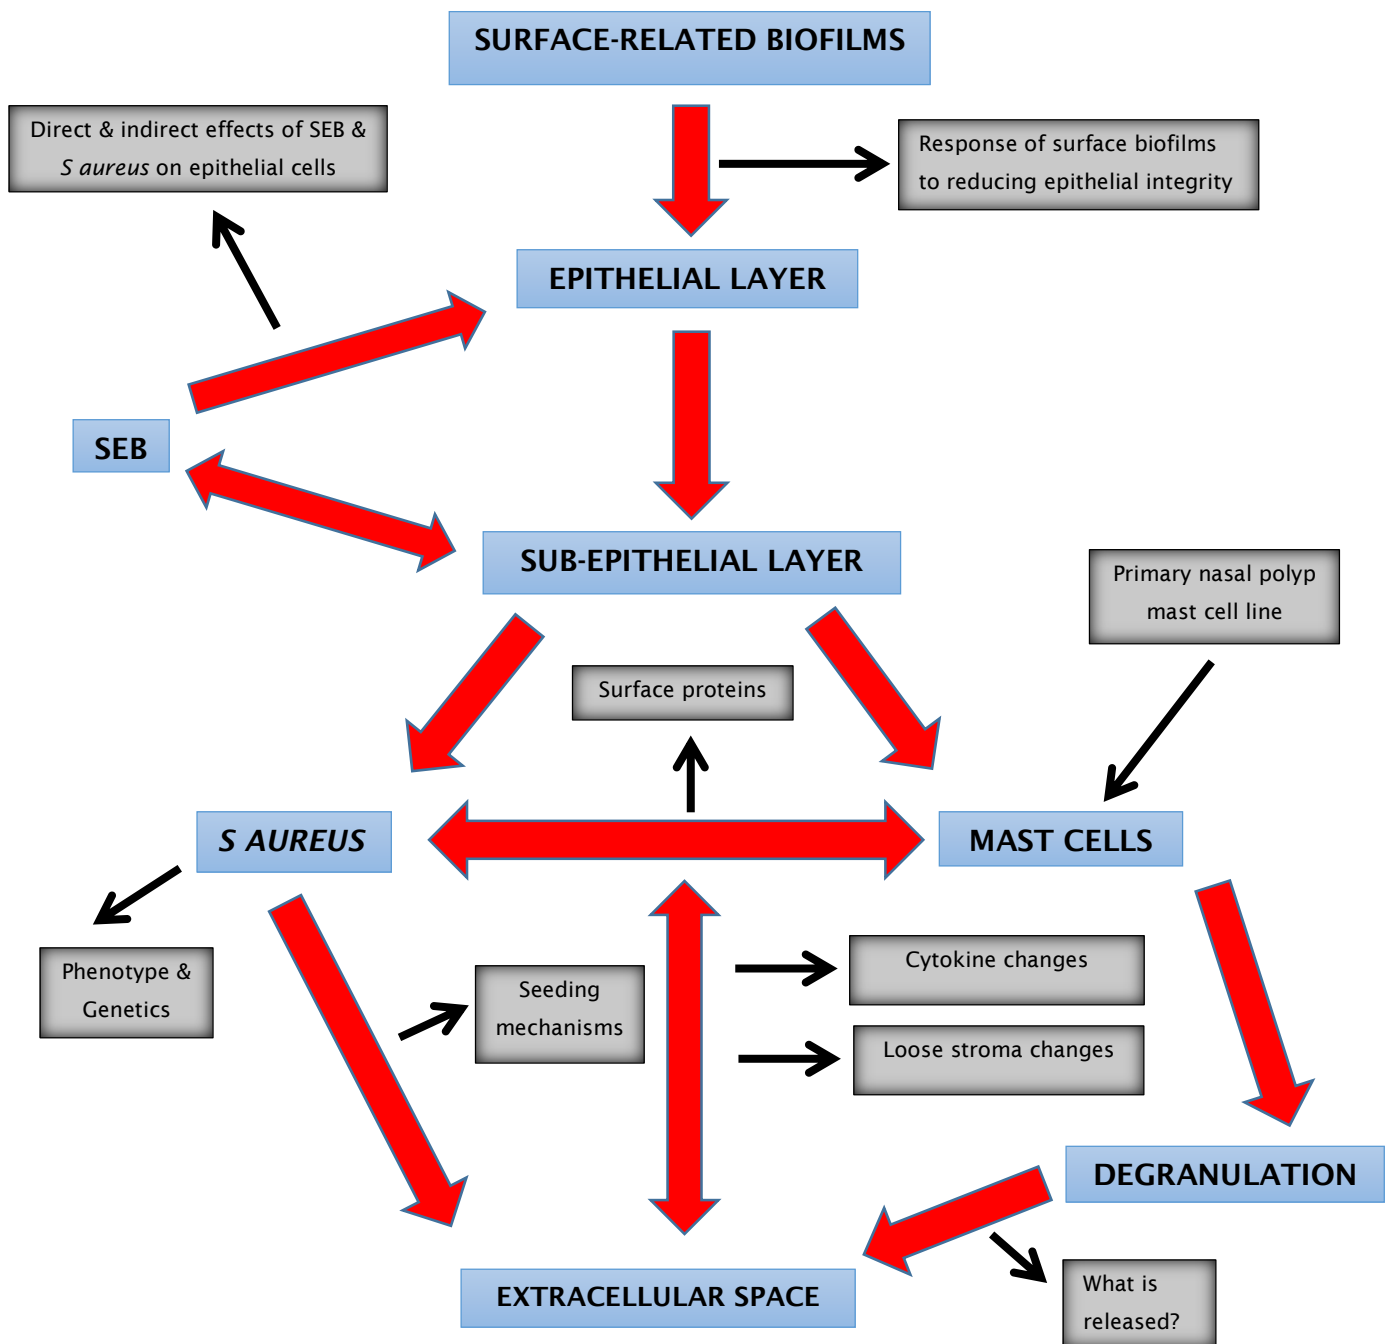 SURFACE-RELATED BIOFILMS
Direct & indirect effects of SEB &
S aureus on epithelial cells
Response of surface biofilms
to reducing epithelial integrity
EPITHELIAL LAYER
SEB
SUB-EPITHELIAL LAYER
Primary nasal polyp
mast cell line
Surface proteins
S AUREUS
MAST CELLS
Phenotype &
Genetics
Seeding
mechanisms
Cytokine changes
Loose stroma changes
DEGRANULATION
EXTRACELLULAR SPACE
What is
released?